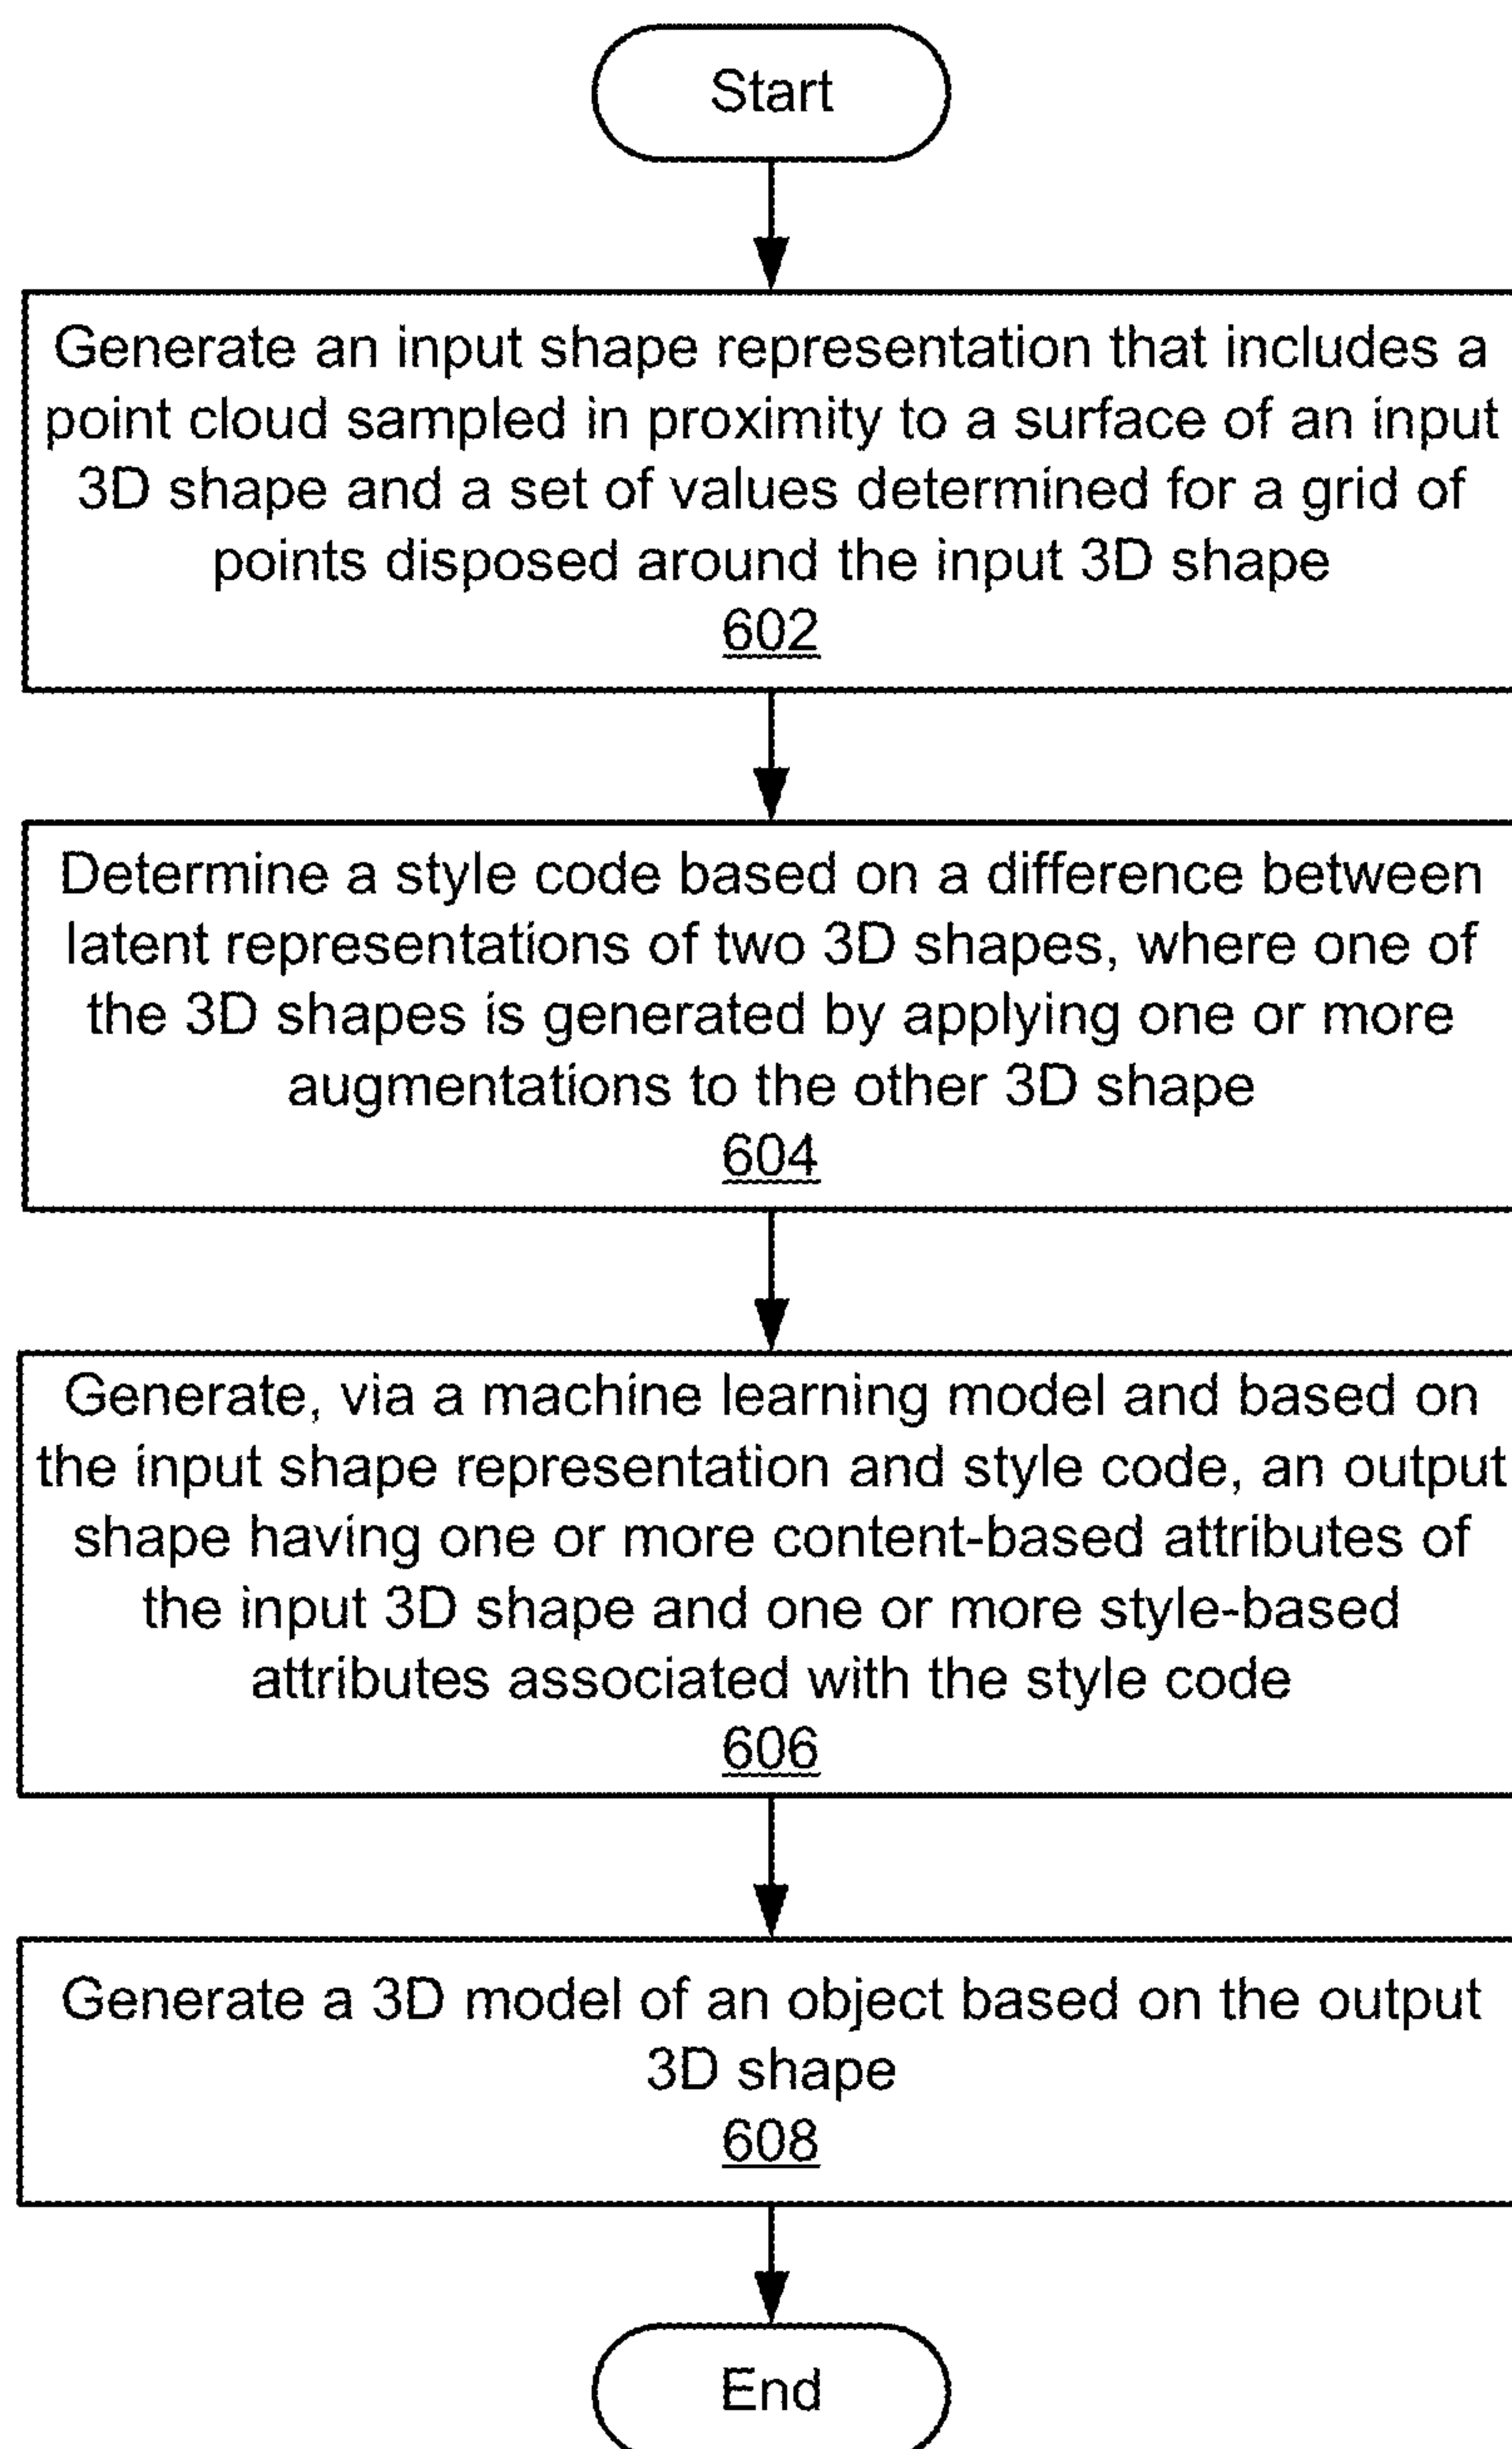 Start
Generate an input shape representation that includes a
point cloud sampled in proximity to a surface of an input
3D shape and a set of values determined for a grid of
points disposed around the input 3D shape
602
Determine a style code based on a difference between
latent representations of two 3D shapes, where one of
the 3D shapes is generated by applying one or more
augmentations to the other 3D shape
604
Generate, via a machine learning model and based on
the input shape representation and style code, an output
shape having one or more content-based attributes of
the input 3D shape and one or more style-based
attributes associated with the style code
606
Generate a 3D model of an object based on the output
3D shape
608
End